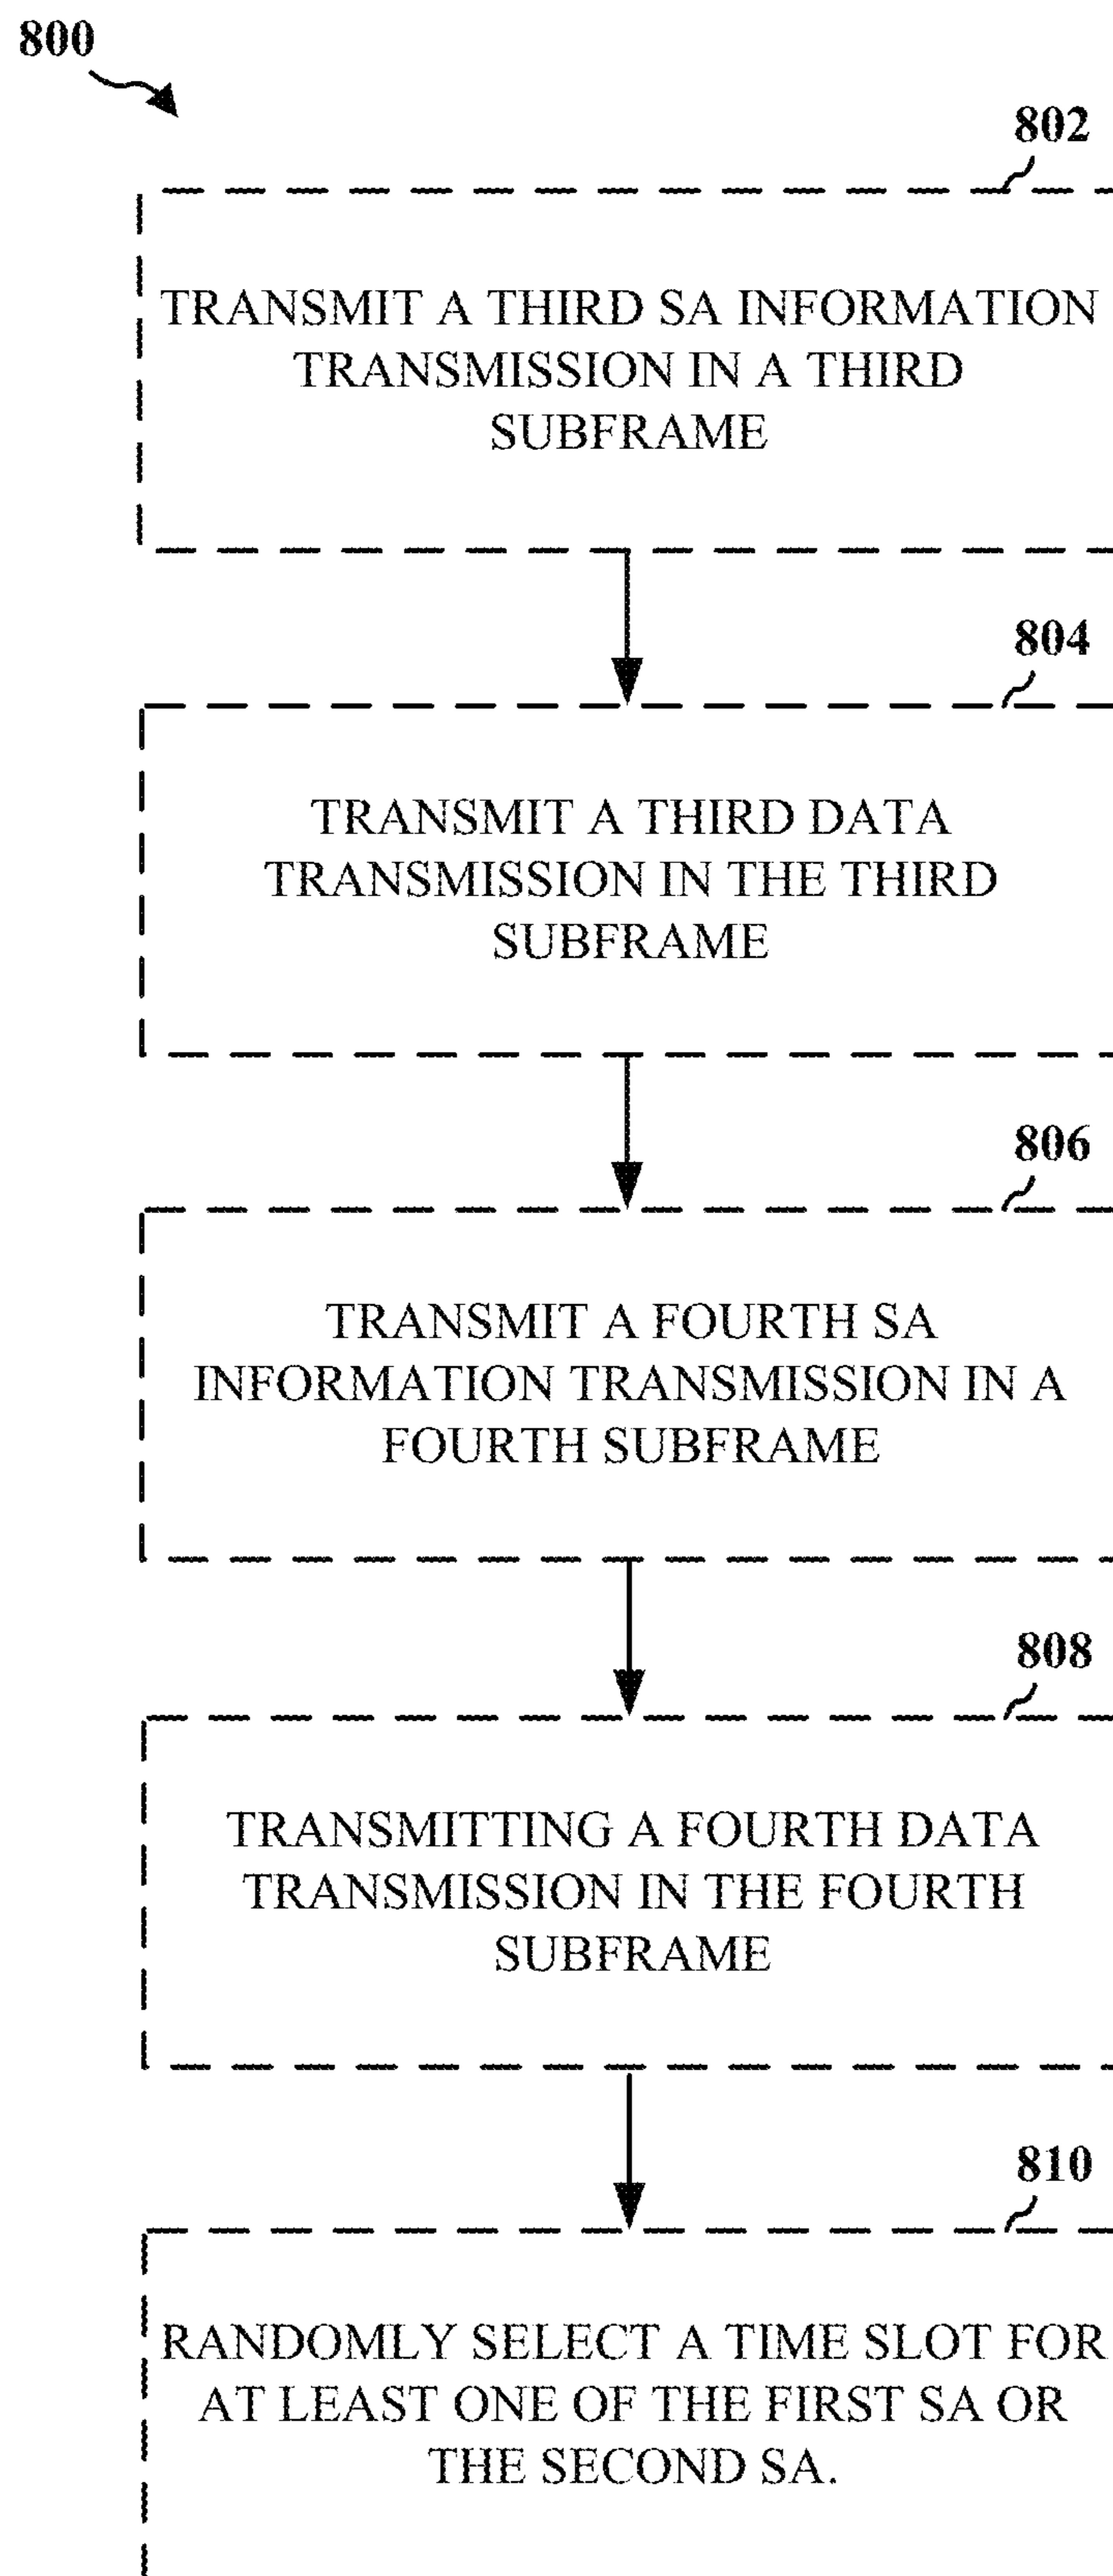 800
802
TRANSMIT A THIRD SA INFORMATION
TRANSMISSION IN A THIRD
SUBFRAME
804
TRANSMIT A THIRD DATA
TRANSMISSION IN THE THIRD
SUBFRAME
806
TRANSMIT A FOURTH SA
INFORMATION TRANSMISSION IN A
FOURTH SUBFRAME
808
TRANSMITTING A FOURTH DATA
TRANSMISSION IN THE FOURTH
SUBFRAME
810
RANDOMLY SELECT A TIME SLOT FOR
AT LEAST ONE OF THE FIRST SA OR
THE SECOND SA.